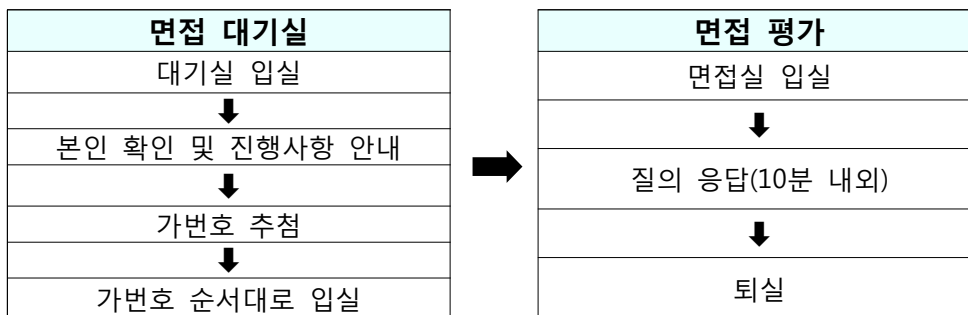 면접 대기실
대기실 입실
본인 확인 및 진행사항 안내
가번호 추첨
가번호 순서대로 입실
면접 평가
면접실 입실
질의 응답(10분 내외)
퇴실